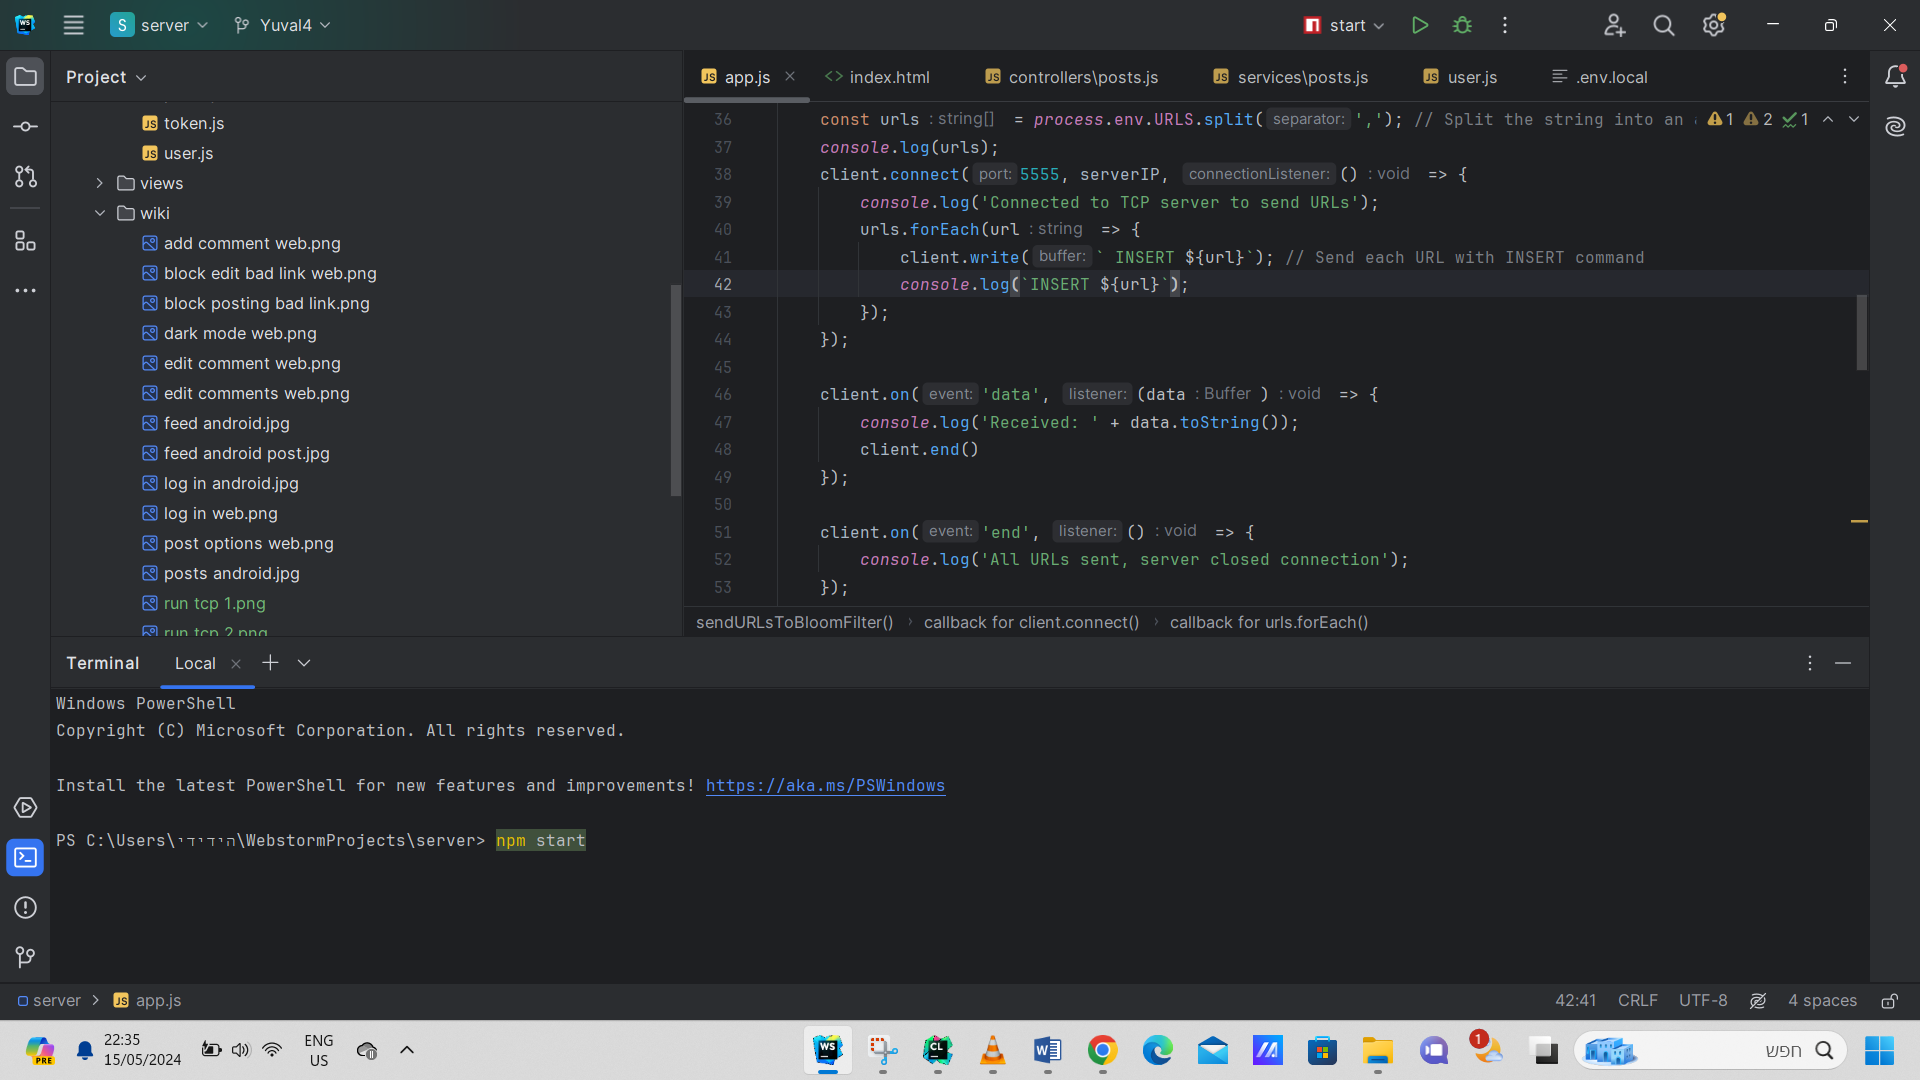 S server
Yuval4
start
Project
token.js
user.js
views
wiki
add comment web.png
block edit bad link web.png
block posting bad link.png
dark mode web.png
edit comment web.png
edit comments web.png
feed android.jpg
feed android post.jpg
log in android.jpg
log in web.png
post options web.png
posts android.jpg
run tcp 1.png
run tcp 2.png
app.js
index.html
controllers\posts.js
services\posts.js
user.js
.env.local
36 const urls : string[] = process.env.URLS.split( separator: ','); // Split the string into an
1 2 1
37 console.log(urls);
38 client.connect( port: 5555, serverIP, connectionListener: () : void => {
39 console.log('Connected to TCP server to send URLs');
40 urls.forEach(url : string => {
41 client.write( buffer: ` INSERT ${url}`); // Send each URL with INSERT command
42 console.log(`INSERT ${url}`);
43 });
44 });
45
46 client.on( event: 'data', listener: (data : Buffer ) : void => {
47 console.log('Received: ' + data.toString());
48 client.end()
49 });
50
51 client.on( event: 'end', listener: () : void => {
52 console.log('All URLs sent, server closed connection');
53 });
sendURLsToBloomFilter() › callback for client.connect() › callback for urls.forEach()
Terminal
Local
Windows PowerShell
Copyright (C) Microsoft Corporation. All rights reserved.
Install the latest PowerShell for new features and improvements! https://aka.ms/PSWindows
PS C:\Users\הידידי\WebstormProjects\server> npm start
server > app.js
42:41
CRLF
UTF-8
4 spaces
PRE
22:35
15/05/2024
ENG
US
WS
CL
W
1
חפש